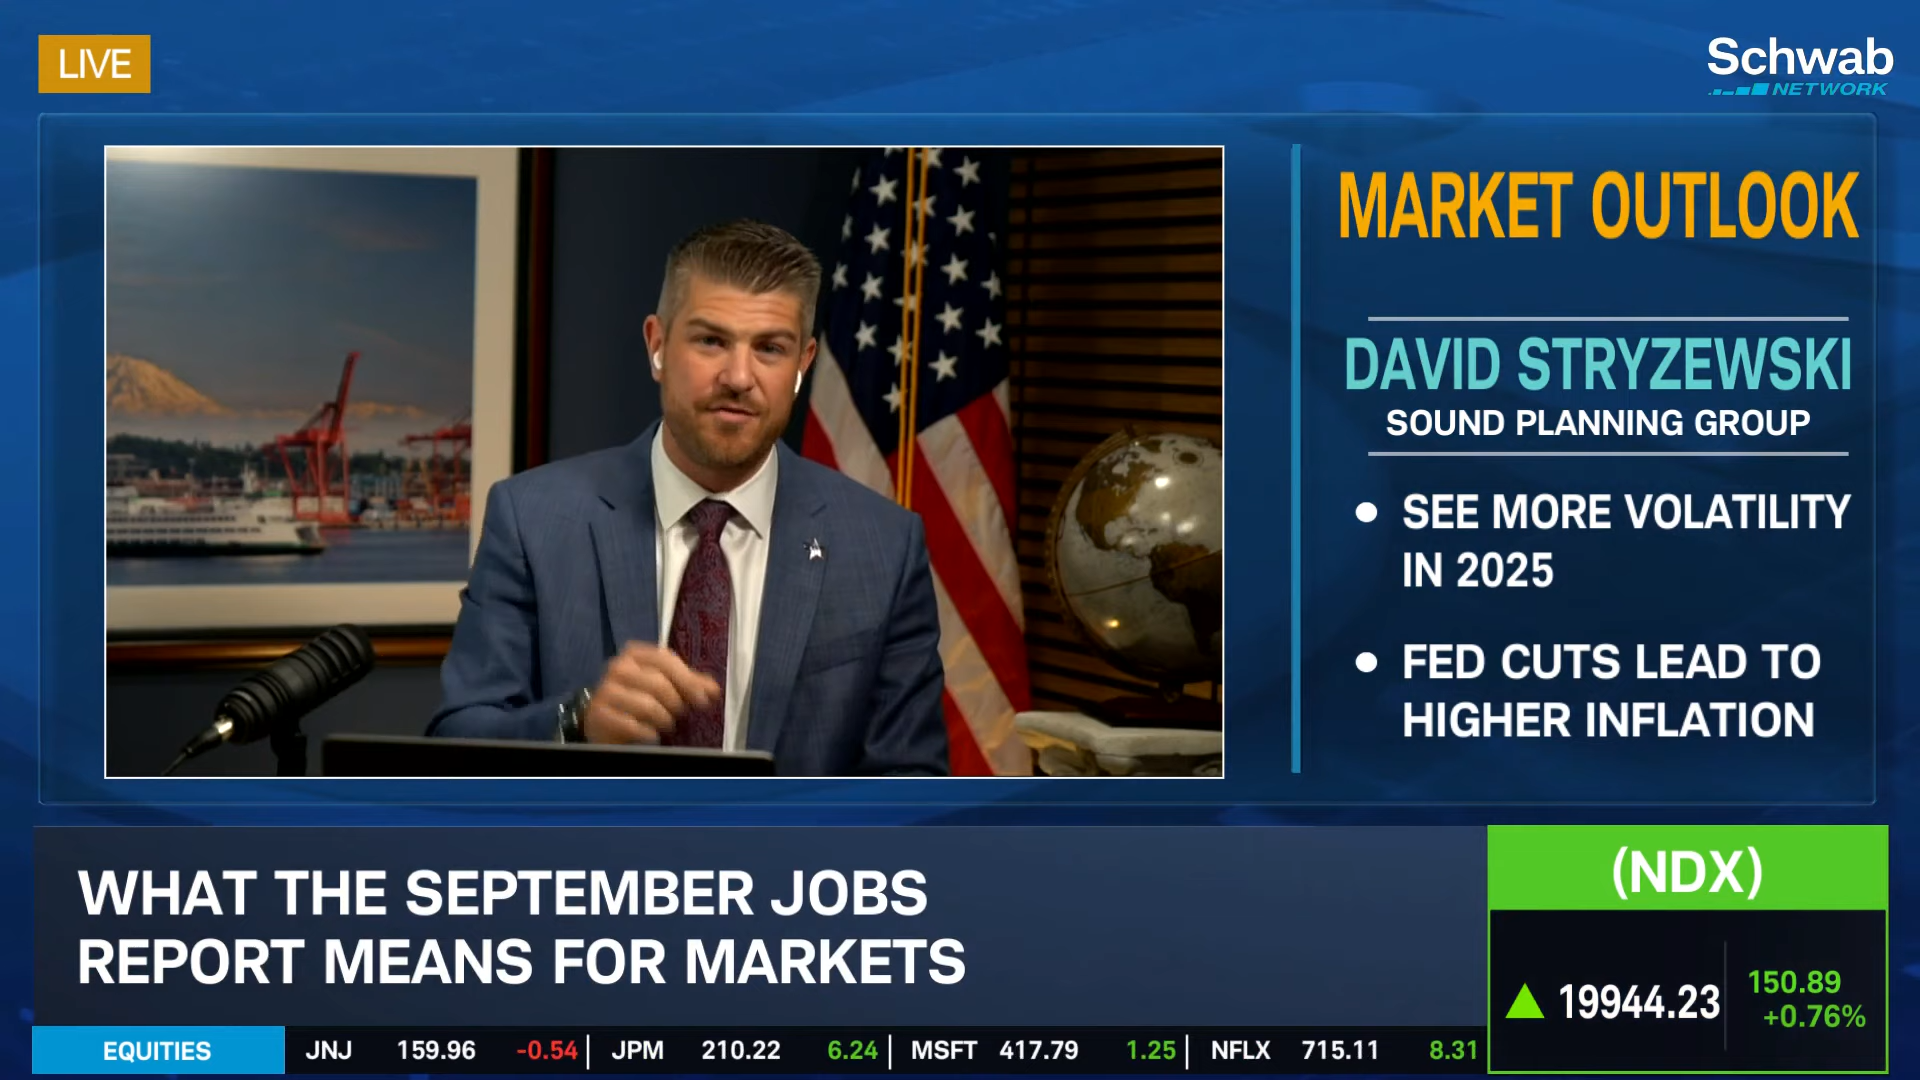 LIVE
Schwab
NETWORK
MARKET OUTLOOK
DAVID STRYZEWSKI
SOUND PLANNING GROUP
• SEE MORE VOLATILITY
IN 2025
• FED CUTS LEAD TO
HIGHER INFLATION
WHAT THE SEPTEMBER JOBS
REPORT MEANS FOR MARKETS
(NDX)
▲ 19944.23
150.89
+0.76%
EQUITIES JNJ 159.96 -0.54 | JPM 210.22 6.24 | MSFT 417.79 1.25 | NFLX 715.11 8.31